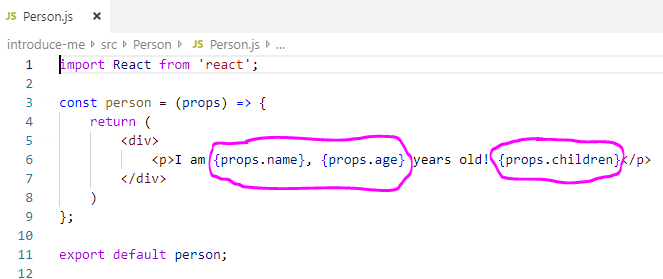 JS Person.js ×
introduce-me > src > Person > JS Person.js > ...
1 import React from 'react';
2
3 const person = (props) => {
4 return (
5 <div>
6 <p>I am {props.name}, {props.age} years old! {props.children}</p>
7 </div>
8 )
9 };
10
11 export default person;
12